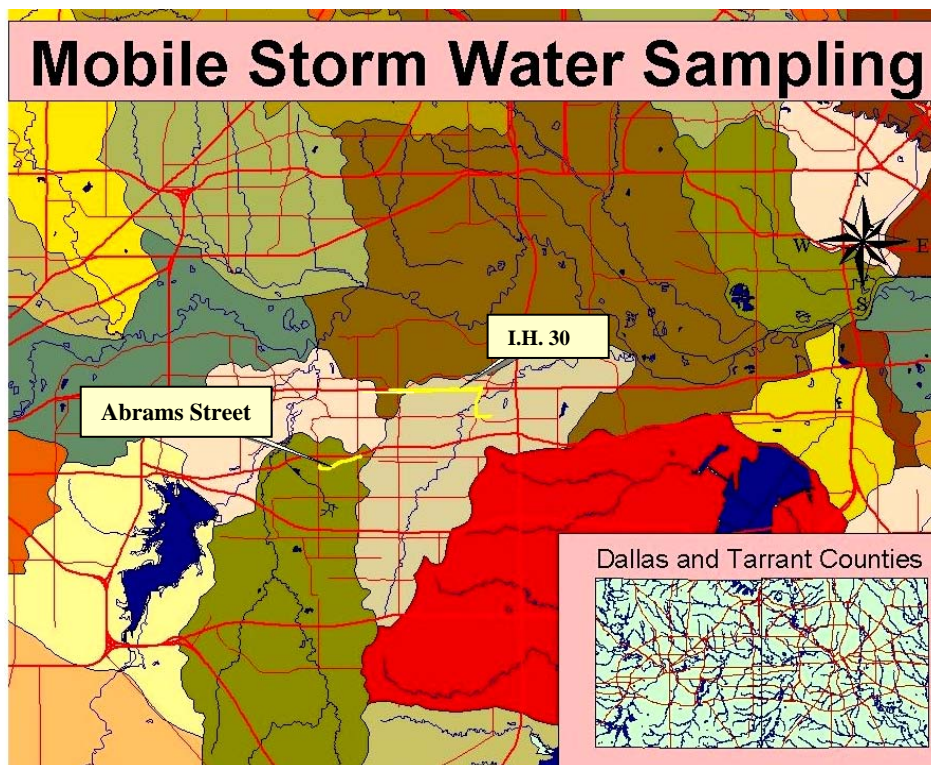 Mobile Storm Water Sampling
N
W E
S
I.H. 30
Abrams Street
Dallas and Tarrant Counties